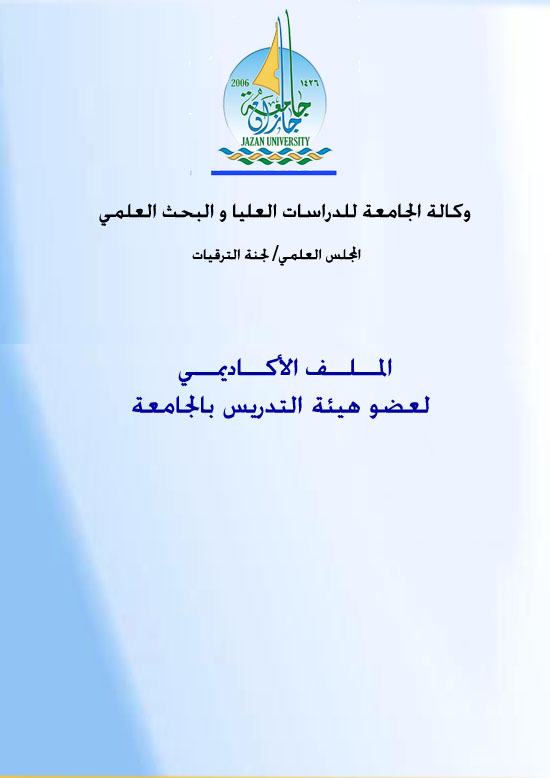 2006 ١٤٢٦
جامعة
جازان
JAZAN UNIVERSITY
وكالة الجامعة للدراسات العليا و البحث العلمي
المجلس العلمي/ لجنة الترقيات
المـــلـــف الأكـــاديمـــي
لعضو هيئة التدريس بالجامعة